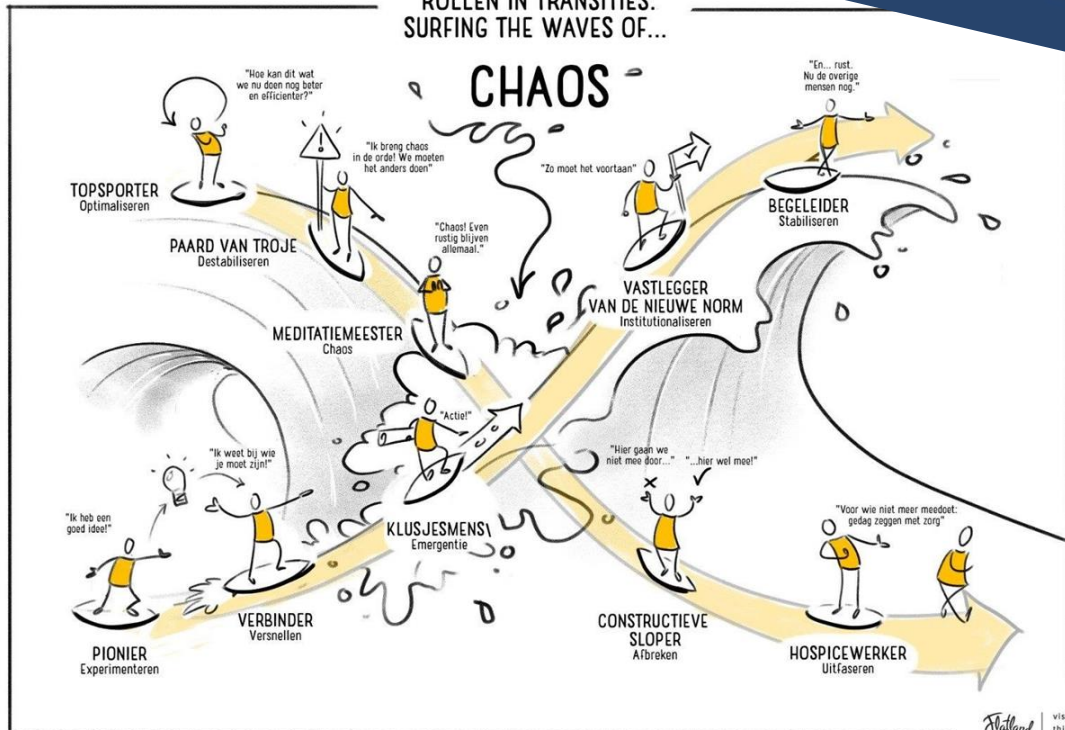 ROLLEN IN TRANSITIES:
SURFING THE WAVES OF...
CHAOS
"Hoe kan dit wat
we nu doen nog beter
en efficienter?"
TOPSPORTER
Optimaliseren
"Ik breng chaos
in de orde! We moeten
het anders doen"
PAARD VAN TROJE
Destabiliseren
"Chaos! Even
rustig blijven
allemaal."
MEDITATIEMEESTER
Chaos
"Zo moet het voortaan"
VASTLEGGER
VAN DE NIEUWE NORM
Institutionaliseren
"En... rust.
Nu de overige
mensen nog."
BEGELEIDER
Stabiliseren
"Ik heb een
goed idee!"
PIONIER
Experimenteren
"Ik weet bij wie
je moet zijn!"
VERBINDER
Versnellen
"Actie!"
KLUSJESMENS
Emergentie
"Hier gaan we
niet mee door..."
"...hier wel mee!"
CONSTRUCTIEVE
SLOPER
Afbreken
"Voor wie niet meer meedoet:
gedag zeggen met zorg"
HOSPICEWERKER
Uitfaseren
Flatland